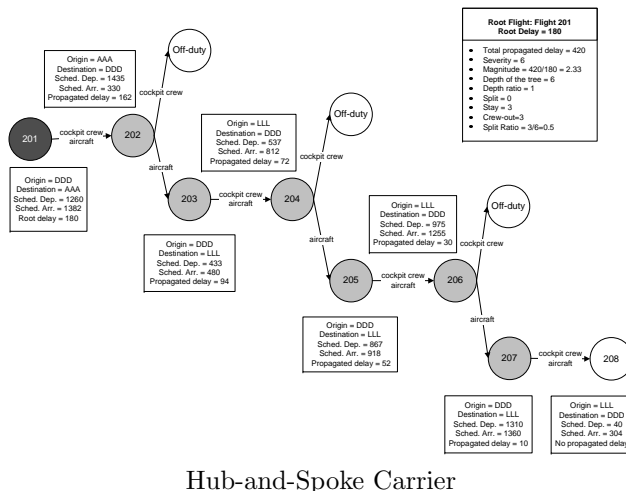 Root Flight: Flight 201
Root Delay = 180
• Total propagated delay = 420
• Severity = 6
• Magnitude = 420/180 = 2.33
• Depth of the tree = 6
• Depth ratio = 1
• Split = 0
• Stay = 3
• Crew-out=3
• Split Ratio = 3/6=0.5
Origin = AAA
Destination = DDD
Sched. Dep. = 1435
Sched. Arr. = 330
Propagated delay = 162
Off-duty
cockpit crew
201
cockpit crew
aircraft
202
Origin = DDD
Destination = AAA
Sched. Dep. = 1260
Sched. Arr. = 1382
Root delay = 180
aircraft
Origin = LLL
Destination = DDD
Sched. Dep. = 537
Sched. Arr. = 812
Propagated delay = 72
Off-duty
cockpit crew
203
cockpit crew
aircraft
204
Origin = DDD
Destination = LLL
Sched. Dep. = 433
Sched. Arr. = 480
Propagated delay = 94
aircraft
Origin = LLL
Destination = DDD
Sched. Dep. = 975
Sched. Arr. = 1255
Propagated delay = 30
Off-duty
cockpit crew
205
cockpit crew
aircraft
206
Origin = DDD
Destination = LLL
Sched. Dep. = 867
Sched. Arr. = 918
Propagated delay = 52
aircraft
207
cockpit crew
aircraft
208
Origin = DDD
Destination = LLL
Sched. Dep. = 1310
Sched. Arr. = 1360
Propagated delay = 10
Origin = LLL
Destination = DDD
Sched. Dep. = 40
Sched. Arr. = 304
No propagated delay
Hub-and-Spoke Carrier